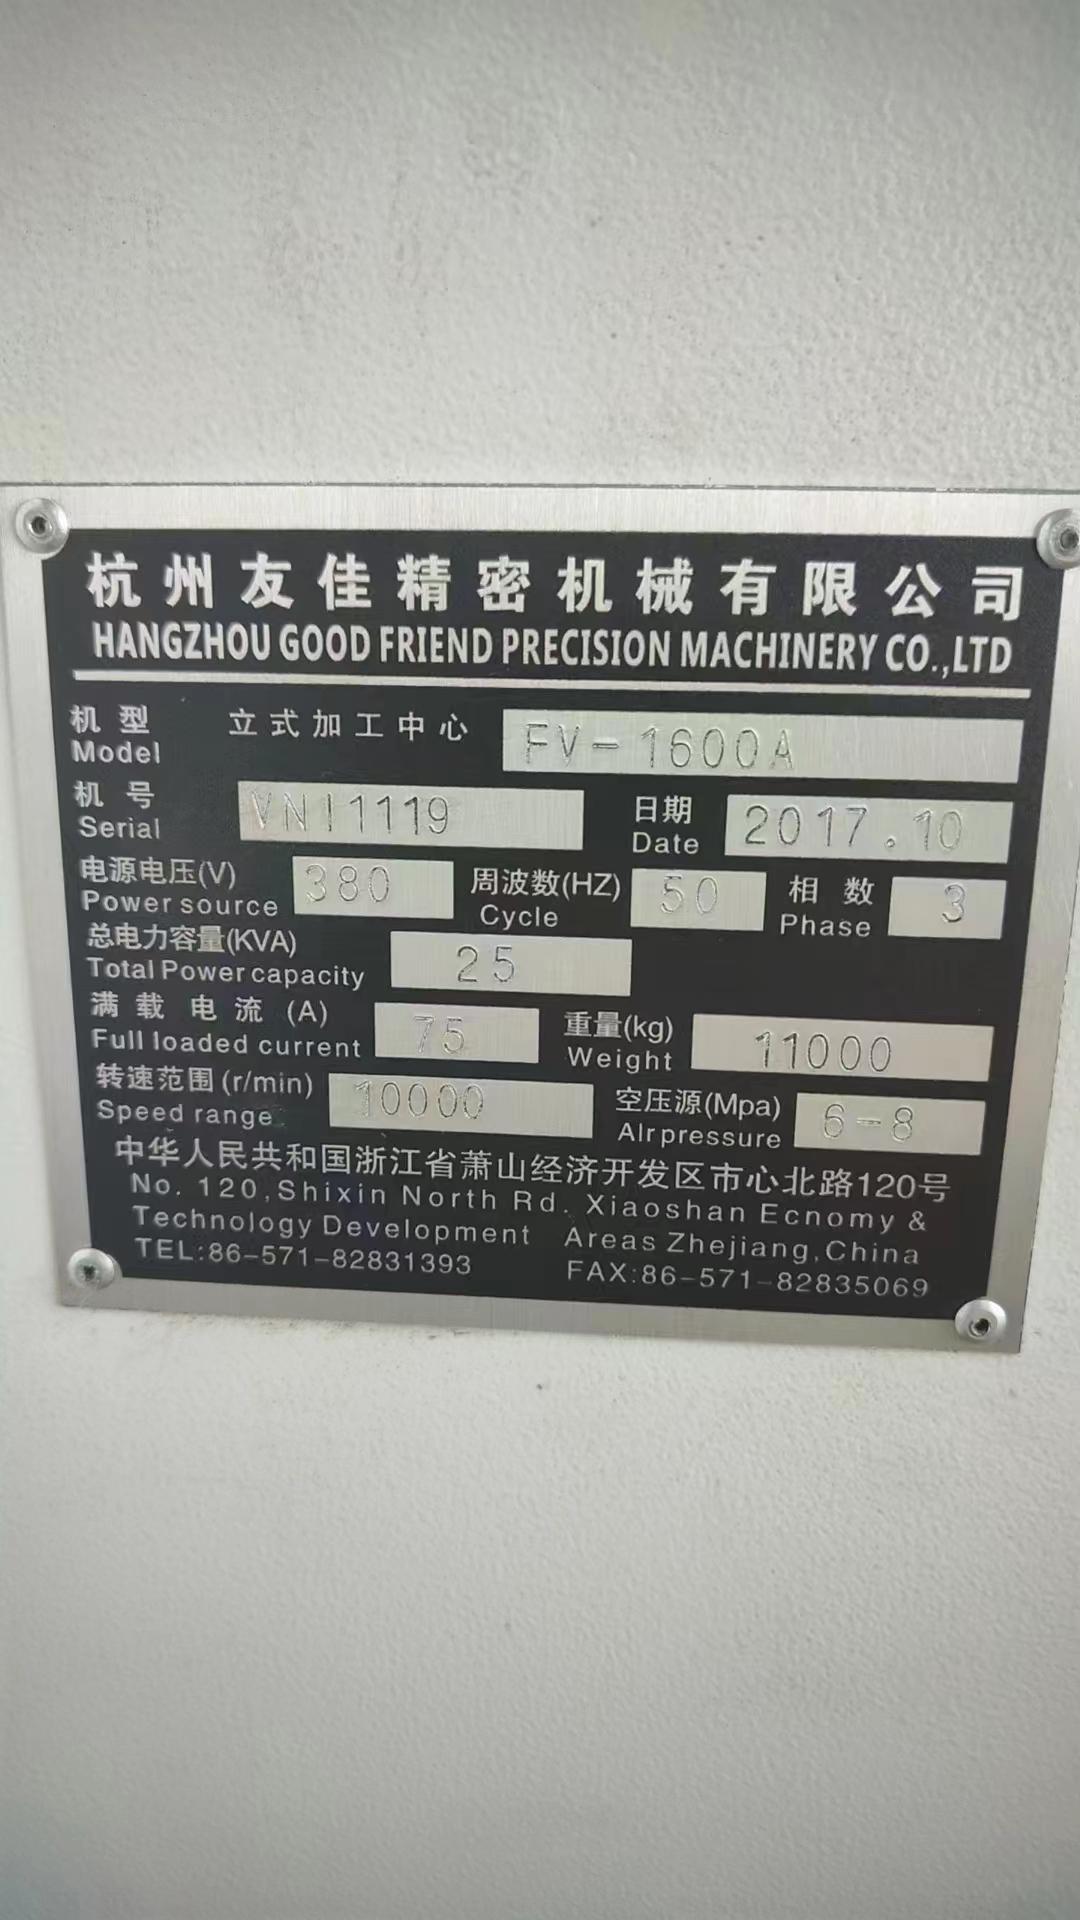 杭州友佳精密机械有限公司
HANGZHOU GOOD FRIEND PRECISION MACHINERY CO.,LTD
机型 立式加工中心 FV-1600A
Model
机号 VNI1119 日期 2017.10
Serial Date
电源电压(V) 380 周波数(HZ) 50 相数 3
Power source Cycle Phase
总电力容量(KVA) 25
Total Power capacity
满载电流(A) 75 重量(kg) 11000
Full loaded current Weight
转速范围(r/min) 10000 空压源(Mpa) 6-8
Speed range AIrpressure
中华人民共和国浙江省萧山经济开发区市心北路120号
No. 120,Shixin North Rd. Xiaoshan Ecnomy &
Technology Development Areas Zhejiang,China
TEL:86-571-82831393 FAX:86-571-82835069